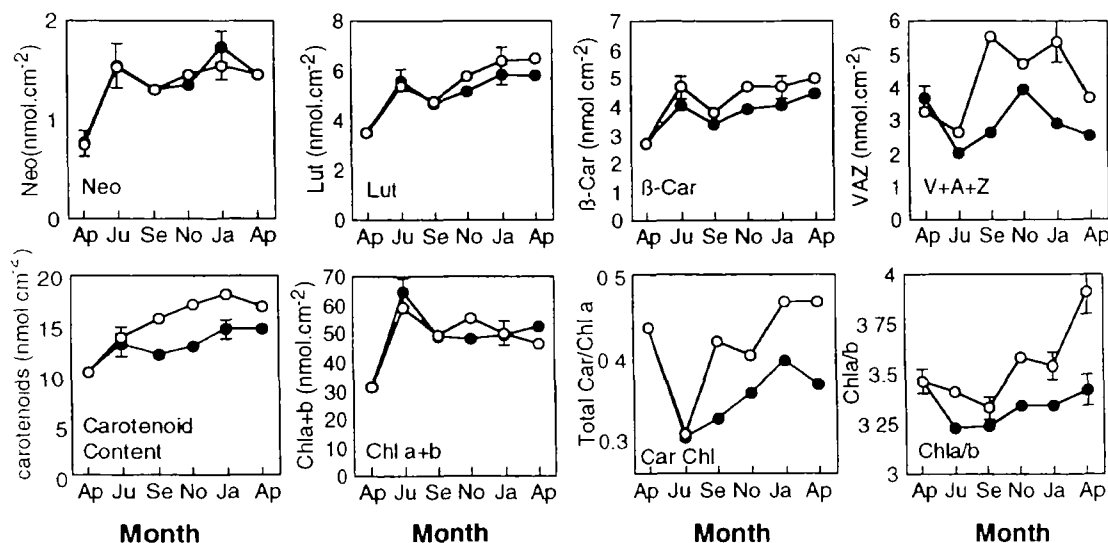 Neo(nmol.cm-2)
2
1
0
Neo
Ap Ju Se No Ja Ap
Lut (nmol.cm-2)
8
6
4
2
0
Lut
Ap Ju Se No Ja Ap
ß-Car (nmol.cm-2)
7
6
5
4
3
2
1
0
ß-Car
Ap Ju Se No Ja Ap
VAZ (nmol.cm-2)
6
5
4
3
2
1
0
V+A+Z
Ap Ju Se No Ja Ap
carotenoids (nmol cm-2)
20
15
10
5
0
Carotenoid
Content
Ap Ju Se No Ja Ap
Month
Chla+b (nmol.cm-2)
70
60
50
40
30
20
10
0
Chl a+b
Ap Ju Se No Ja Ap
Month
Total Car/Chl a
0 5
0.4
0.3
Car Chl
Ap Ju Se No Ja Ap
Month
Chla/b
4
3.75
3.5
3 25
3
Chla/b
Ap Ju Se No Ja Ap
Month